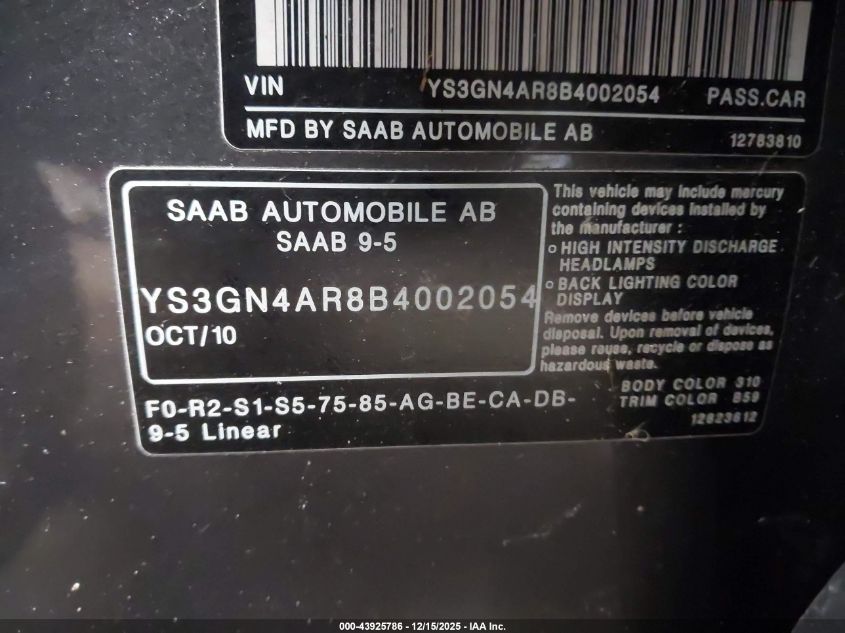 VIN YS3GN4AR8B4002054 PASS.CAR
MFD BY SAAB AUTOMOBILE AB 12783810
SAAB AUTOMOBILE AB
SAAB 9-5
YS3GN4AR8B4002054
OCT/10
F0-R2-S1-S5-75-85-AG-BE-CA-DB-
9-5 Linear
This vehicle may include mercury
containing devices installed by
the manufacturer :
o HIGH INTENSITY DISCHARGE
HEADLAMPS
o BACK LIGHTING COLOR
DISPLAY
Remove devices before vehicle
disposal. Upon removal of devices,
please reuse, recycle or dispose as
hazardous waste.
BODY COLOR 310
TRIM COLOR B59
12823612
000-43925786 - 12/15/2025 - IAA Inc.